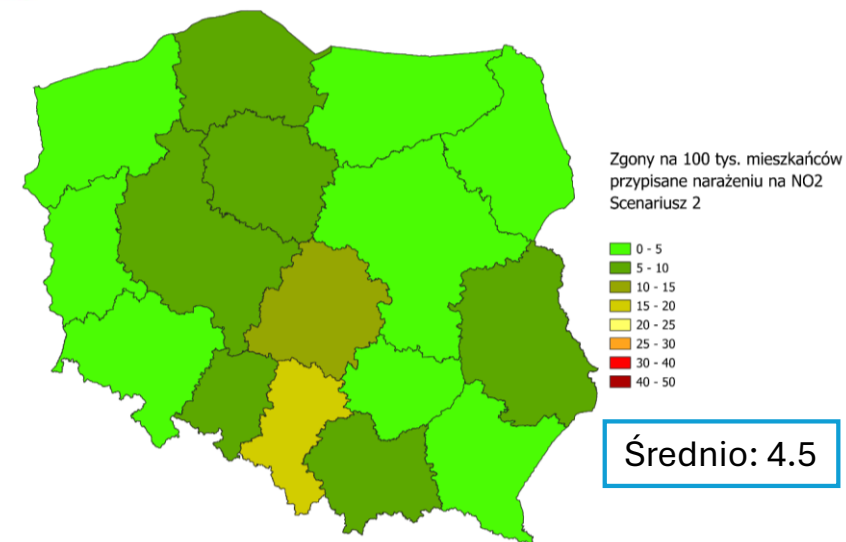 Zgony na 100 tys. mieszkańców
przypisane narażeniu na NO2
Scenariusz 2
0 - 5
5 - 10
10 - 15
15 - 20
20 - 25
25 - 30
30 - 40
40 - 50
Średnio: 4.5